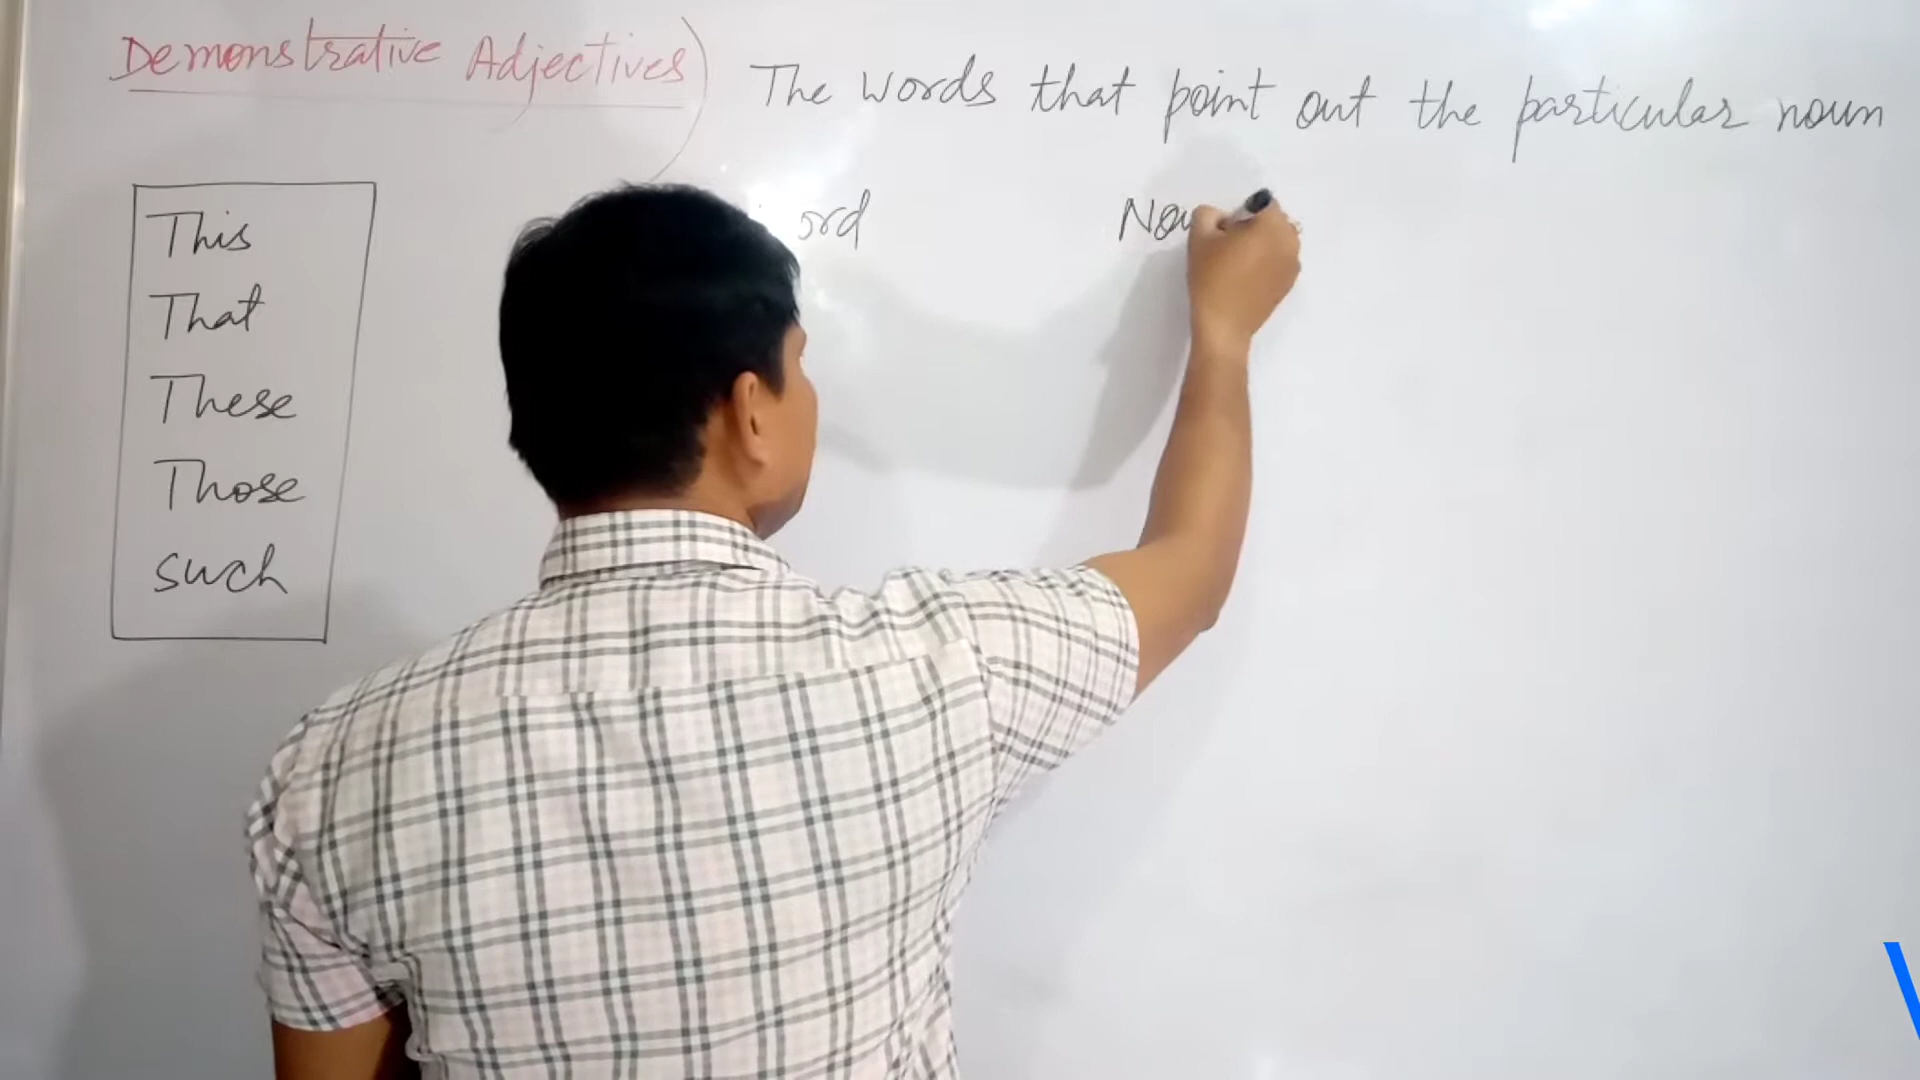 Demonstrative Adjectives) The words that point out the particular noun
This
That
These
Those
such